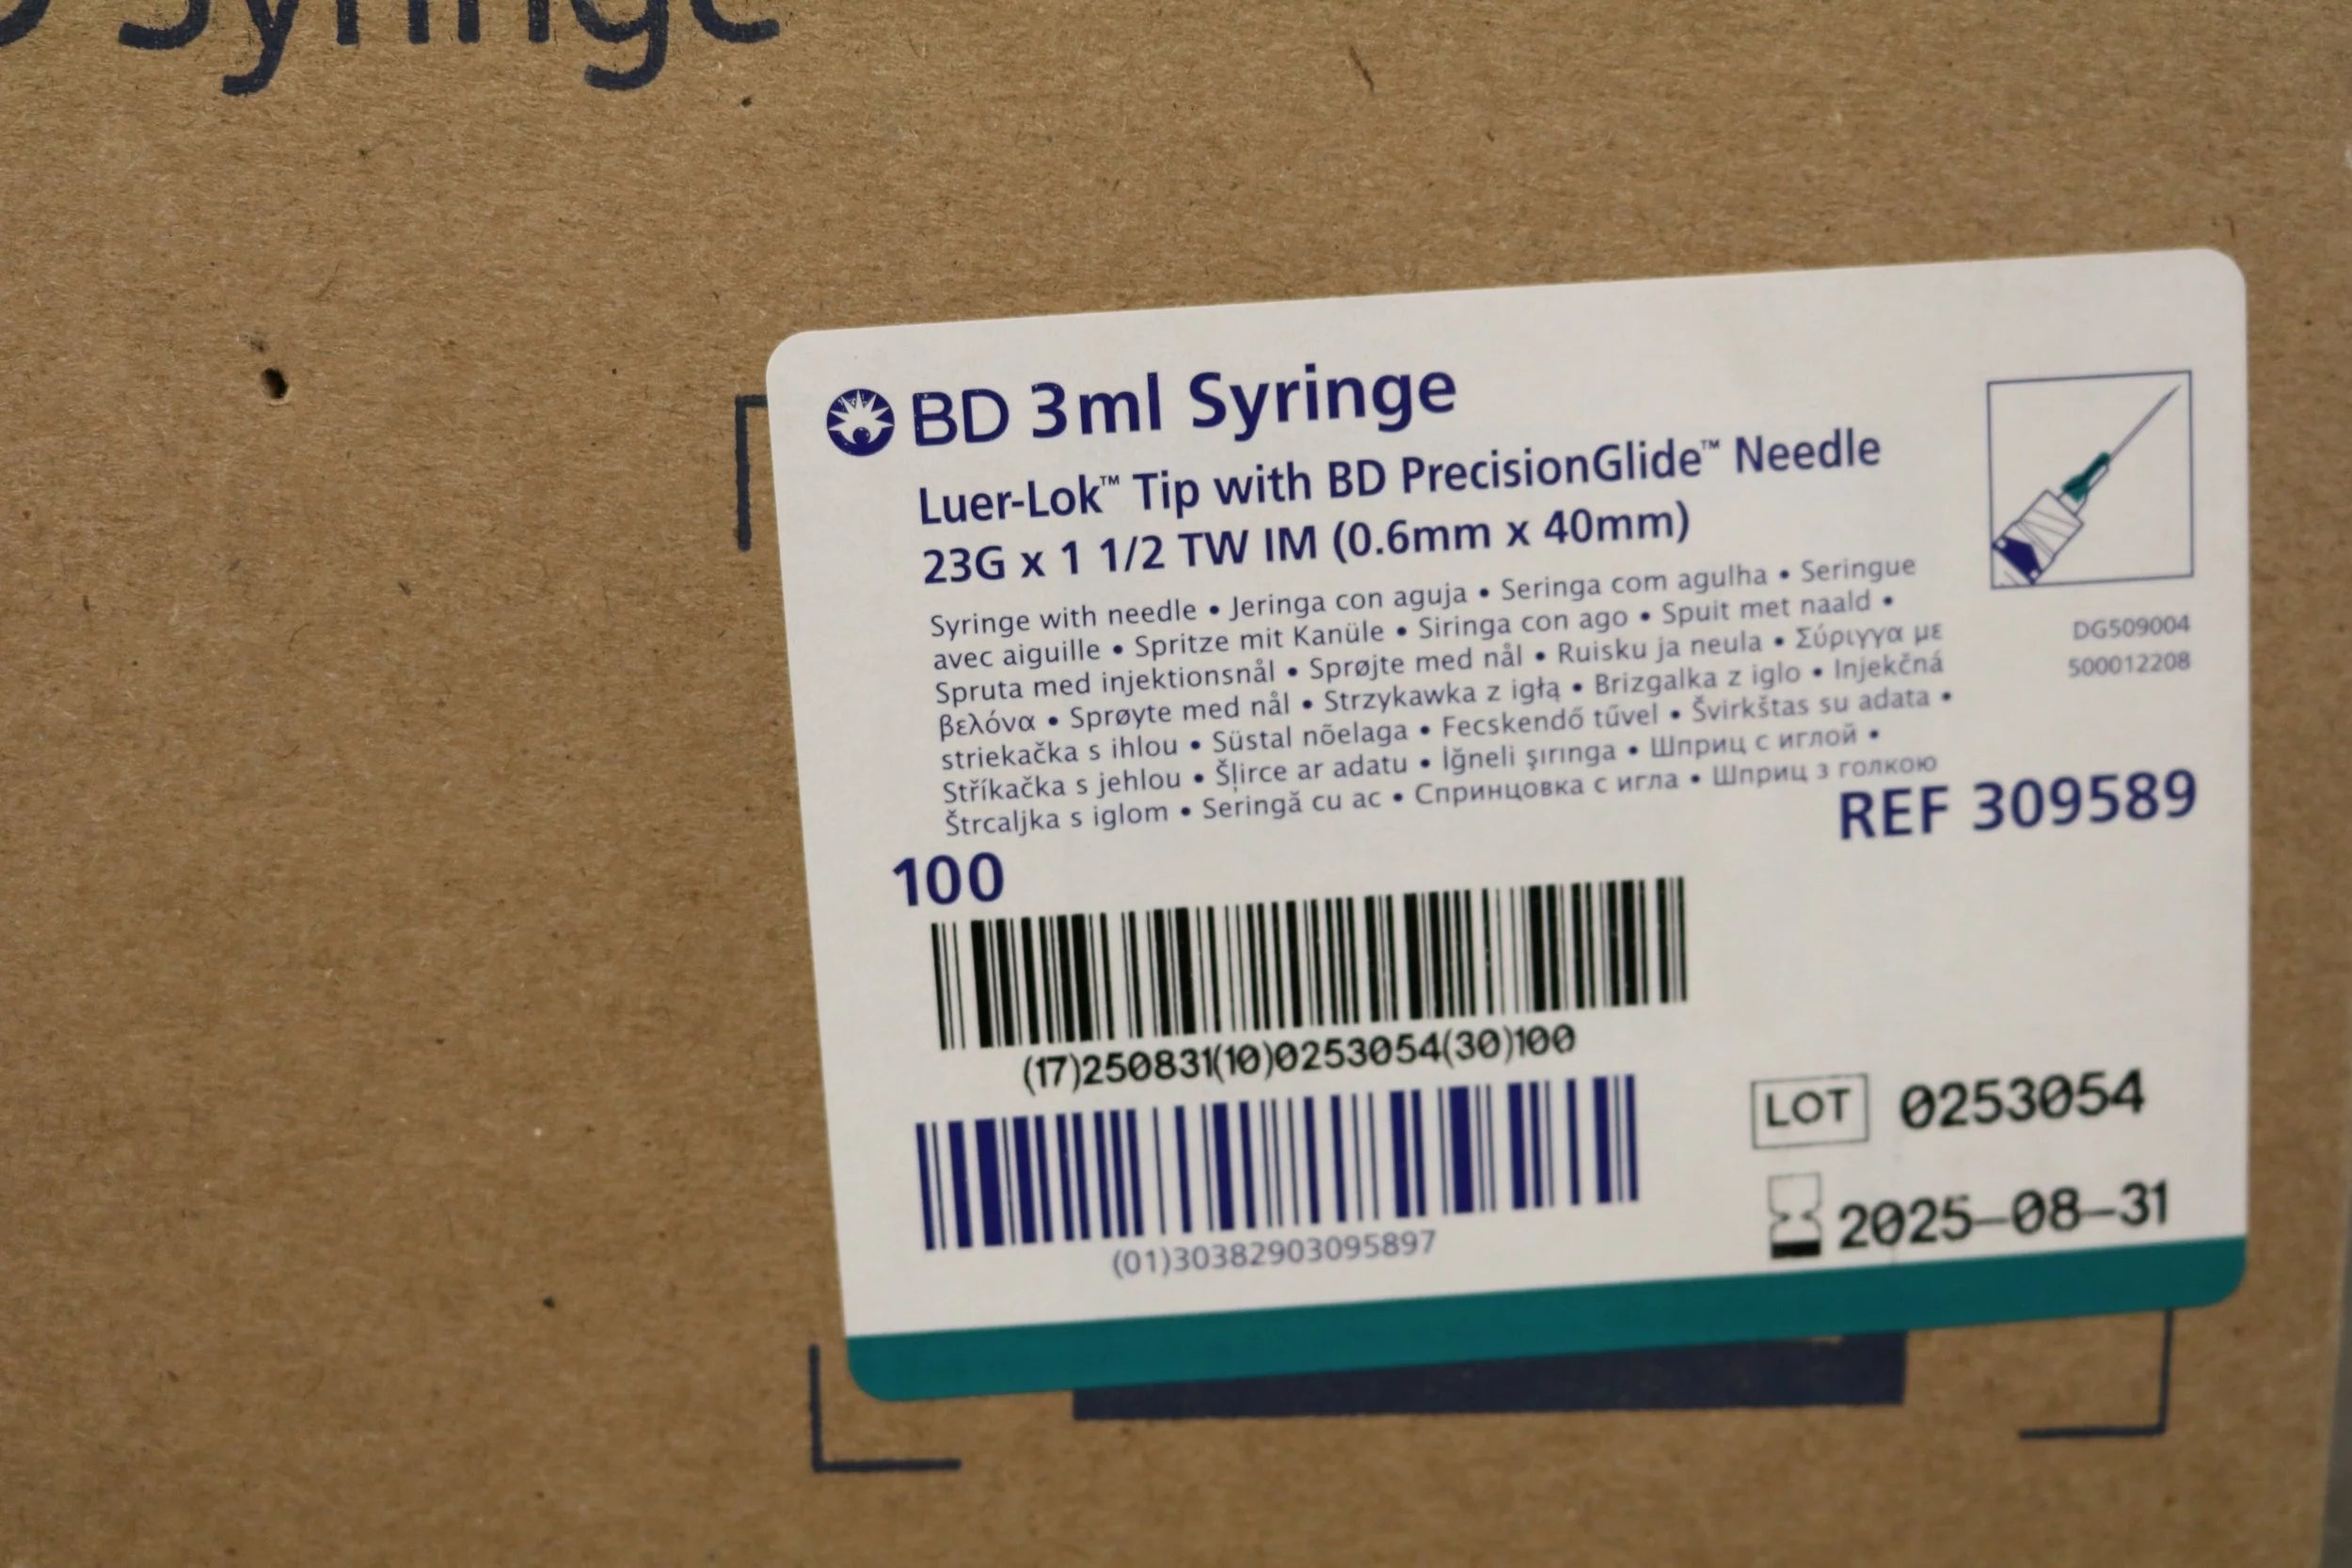 Syringe
BD 3ml Syringe
Luer-Lok™ Tip with BD PrecisionGlide™ Needle
23G x 1 1/2 TW IM (0.6mm x 40mm)
Syringe with needle • Jeringa con aguja • Seringa com agulha • Seringue
avec aiguille • Spritze mit Kanüle • Siringa con ago • Spuit met naald •
Spruta med injektionsnål • Sprøjte med nål • Ruisku ja neula • Σύριγγα με
βελόνα • Sprøyte med nål • Strzykawka z igłą • Brizgalka z iglo • Injekčná
striekačka s ihlou • Süstal nõelaga • Fecskendő tűvel • Švirkštas su adata •
Stříkačka s jehlou • Šļirce ar adatu • İğneli şırınga • Шприц с иглой •
Štrcaljka s iglom • Seringă cu ac • Спринцовка с игла • Шприц з голкою
DG509004
500012208
REF 309589
100
(17)250831(10)0253054(30)100
(01)30382903095897
LOT 0253054
2025-08-31